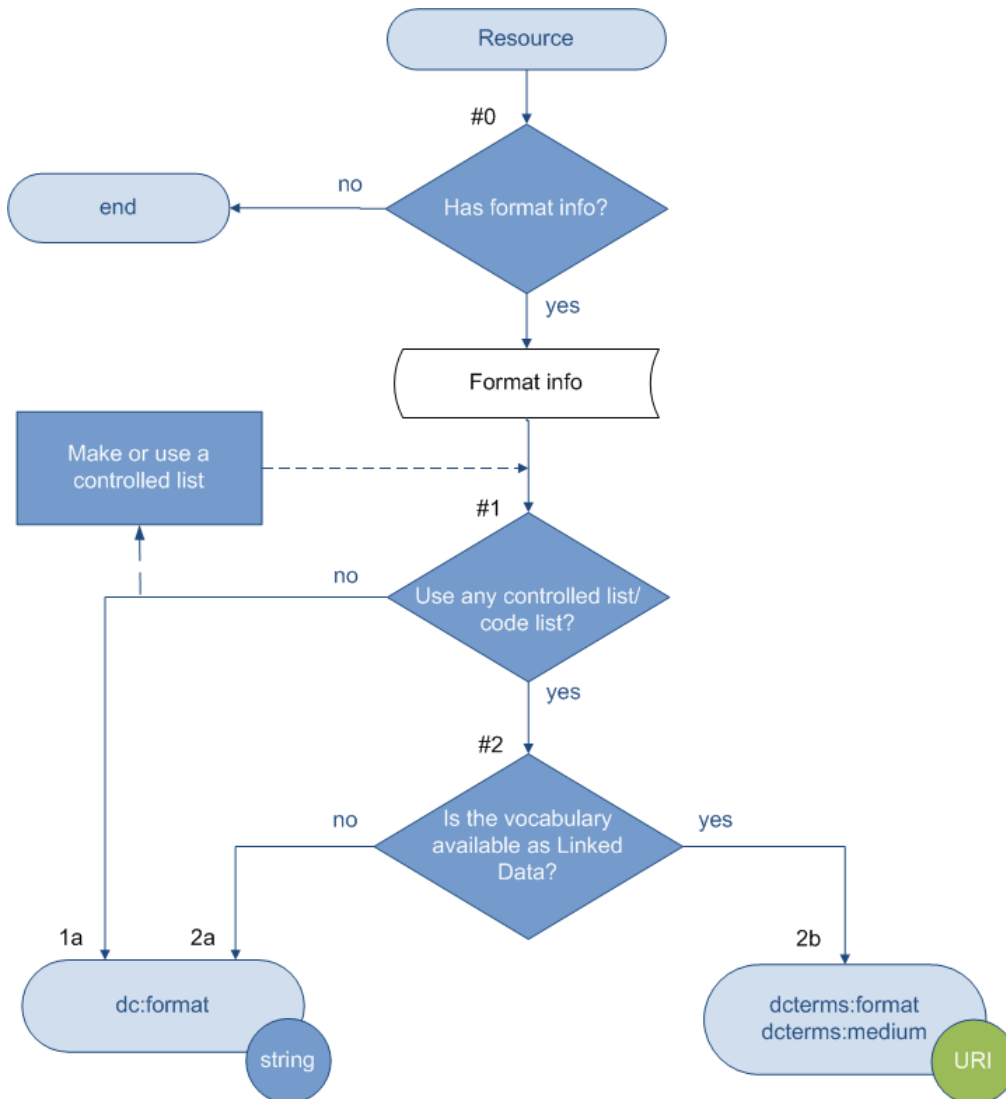 Resource
#0
Has format info?
no
end
yes
Format info
Make or use a
controlled list
#1
no
Use any controlled list/
code list?
yes
#2
no
Is the vocabulary
available as Linked
Data?
yes
1a
2a
2b
dc:format
string
dcterms:format
dcterms:medium
URI